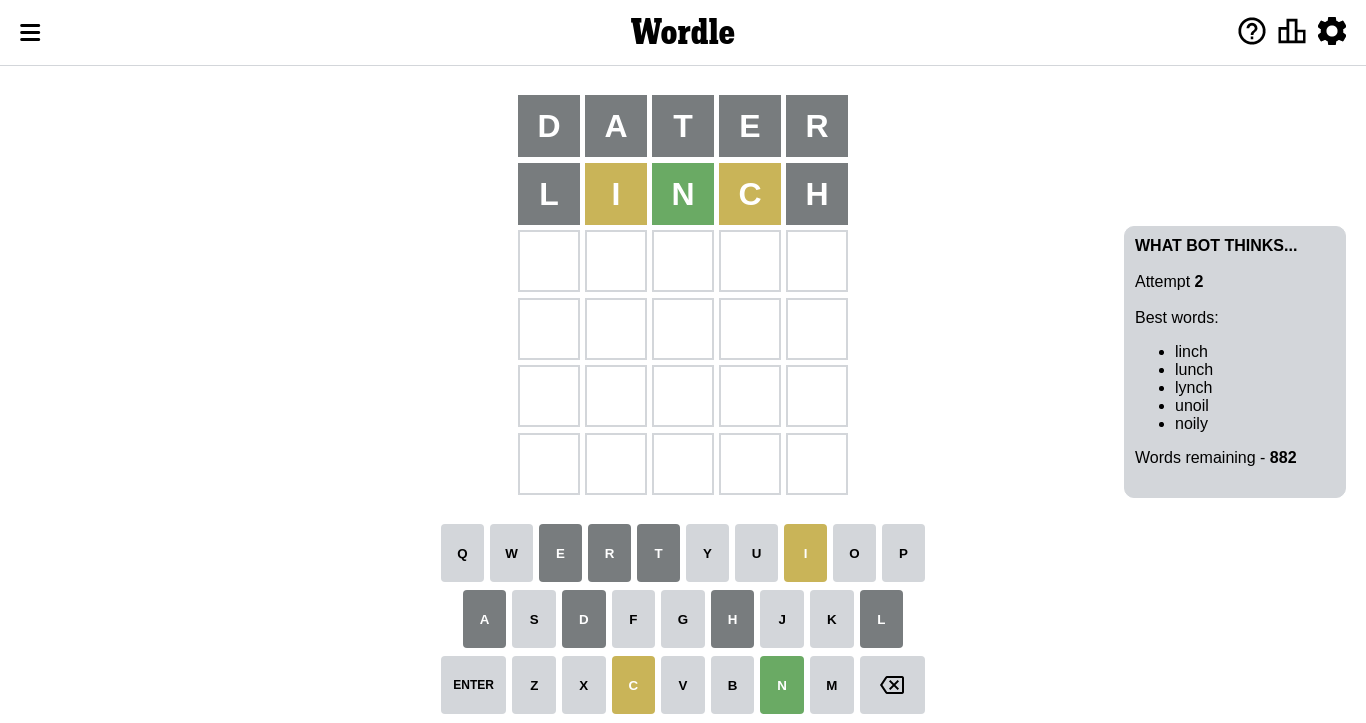 Wordle
D A T E R
L I N C H
WHAT BOT THINKS...
Attempt 2
Best words:
linch
lunch
lynch
unoil
noily
Words remaining - 882
Q W E R T Y U I O P
A S D F G H J K L
ENTER Z X C V B N M